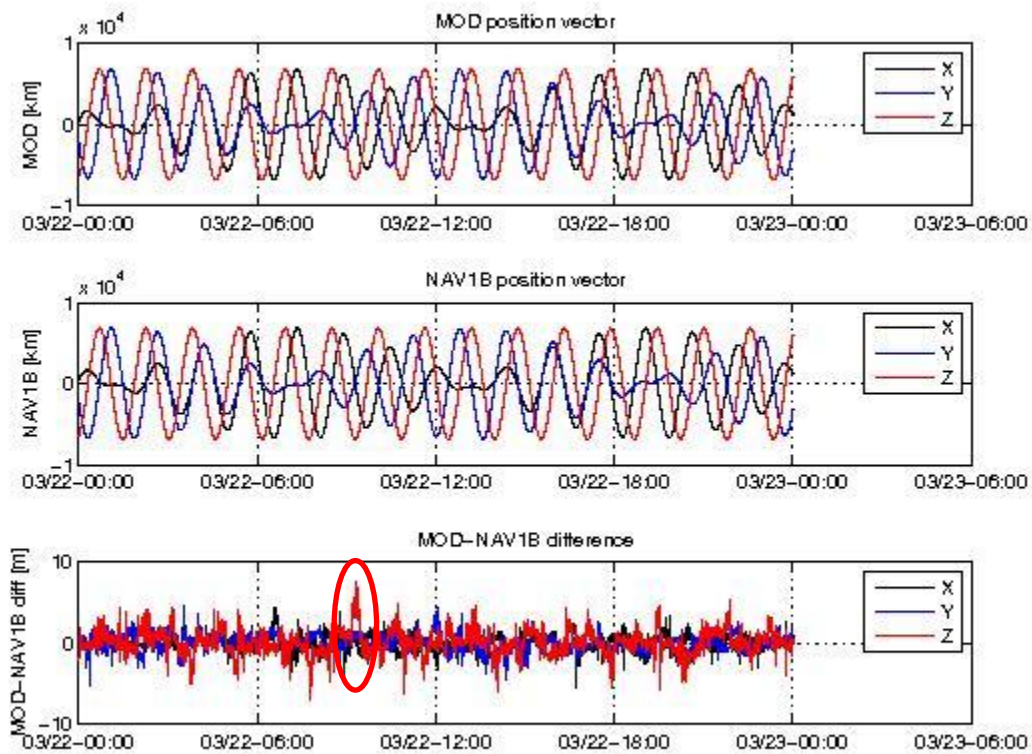 MOD position vector
x 10^4
1
0
−1
MOD [km]
X
Y
Z
03/22−00:00 03/22−06:00 03/22−12:00 03/22−18:00 03/23−00:00 03/23−06:00
NAV1B position vector
x 10^4
1
0
−1
NAV1B [km]
X
Y
Z
03/22−00:00 03/22−06:00 03/22−12:00 03/22−18:00 03/23−00:00 03/23−06:00
MOD−NAV1B difference
10
0
−10
MOD−NAV1B diff [m]
X
Y
Z
03/22−00:00 03/22−06:00 03/22−12:00 03/22−18:00 03/23−00:00 03/23−06:00